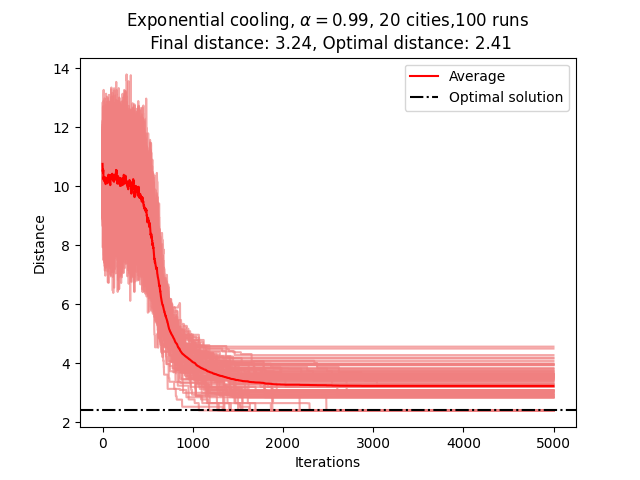 Exponential cooling, α = 0.99, 20 cities,100 runs
Final distance: 3.24, Optimal distance: 2.41
Average
Optimal solution
14
12
10
8
6
4
2
Distance
0
1000
2000
3000
4000
5000
Iterations